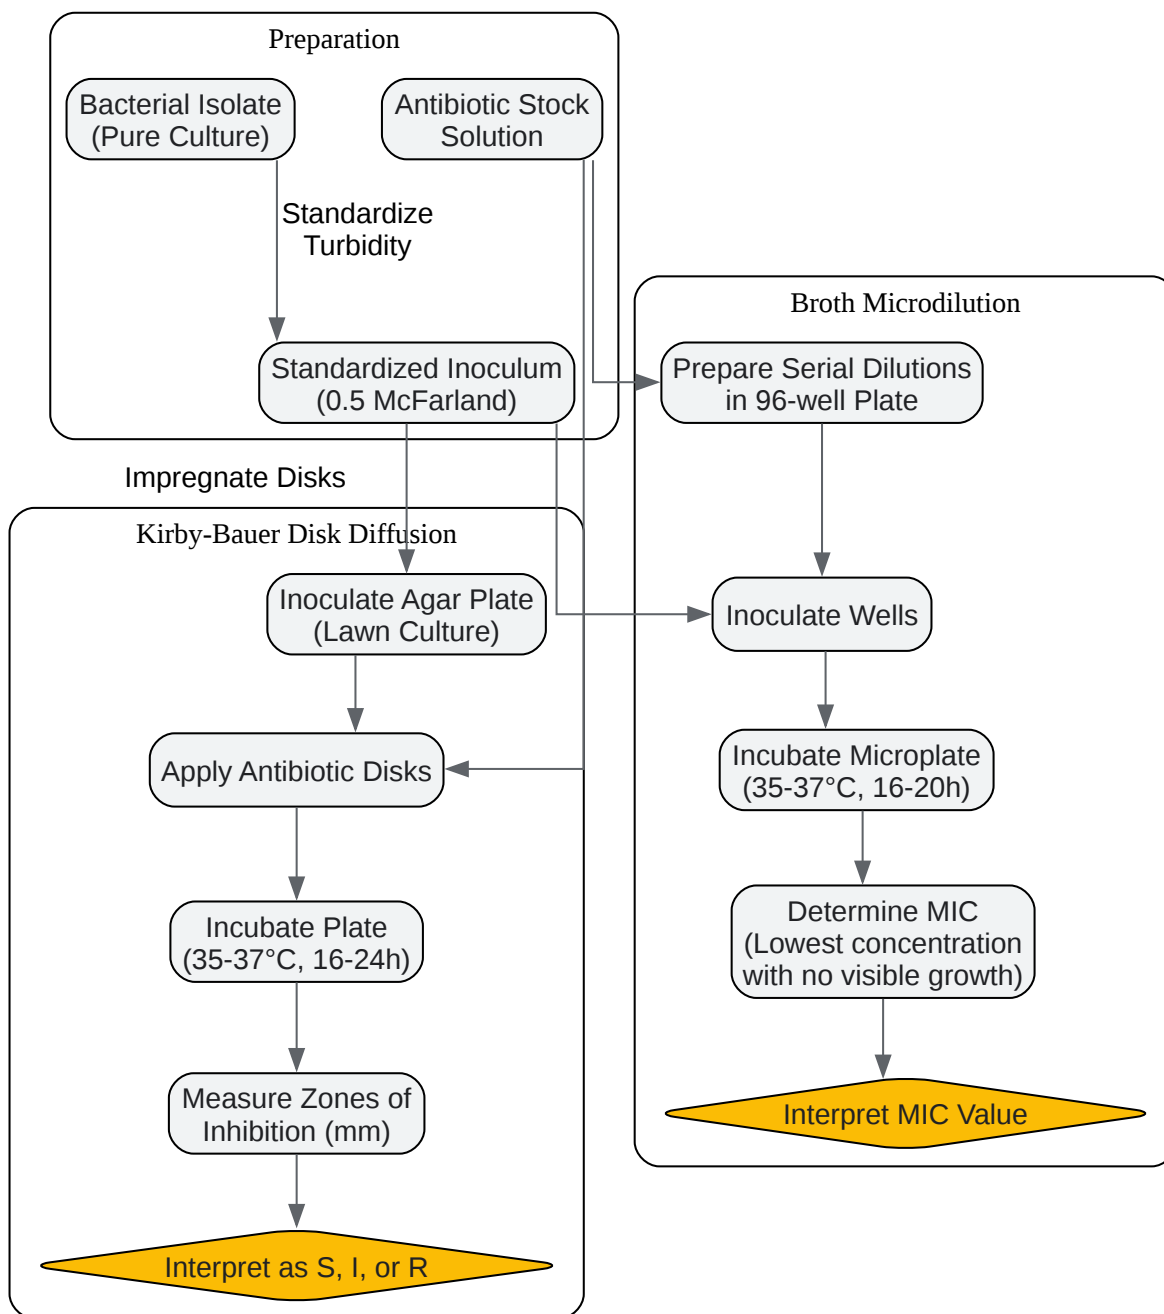 Preparation
Bacterial Isolate
(Pure Culture)
Antibiotic Stock
Solution
Standardize
Turbidity
Standardized Inoculum
(0.5 McFarland)
Impregnate Disks
Kirby-Bauer Disk Diffusion
Inoculate Agar Plate
(Lawn Culture)
Apply Antibiotic Disks
Incubate Plate
(35-37°C, 16-24h)
Measure Zones of
Inhibition (mm)
Interpret as S, I, or R
Broth Microdilution
Prepare Serial Dilutions
in 96-well Plate
Inoculate Wells
Incubate Microplate
(35-37°C, 16-20h)
Determine MIC
(Lowest concentration
with no visible growth)
Interpret MIC Value